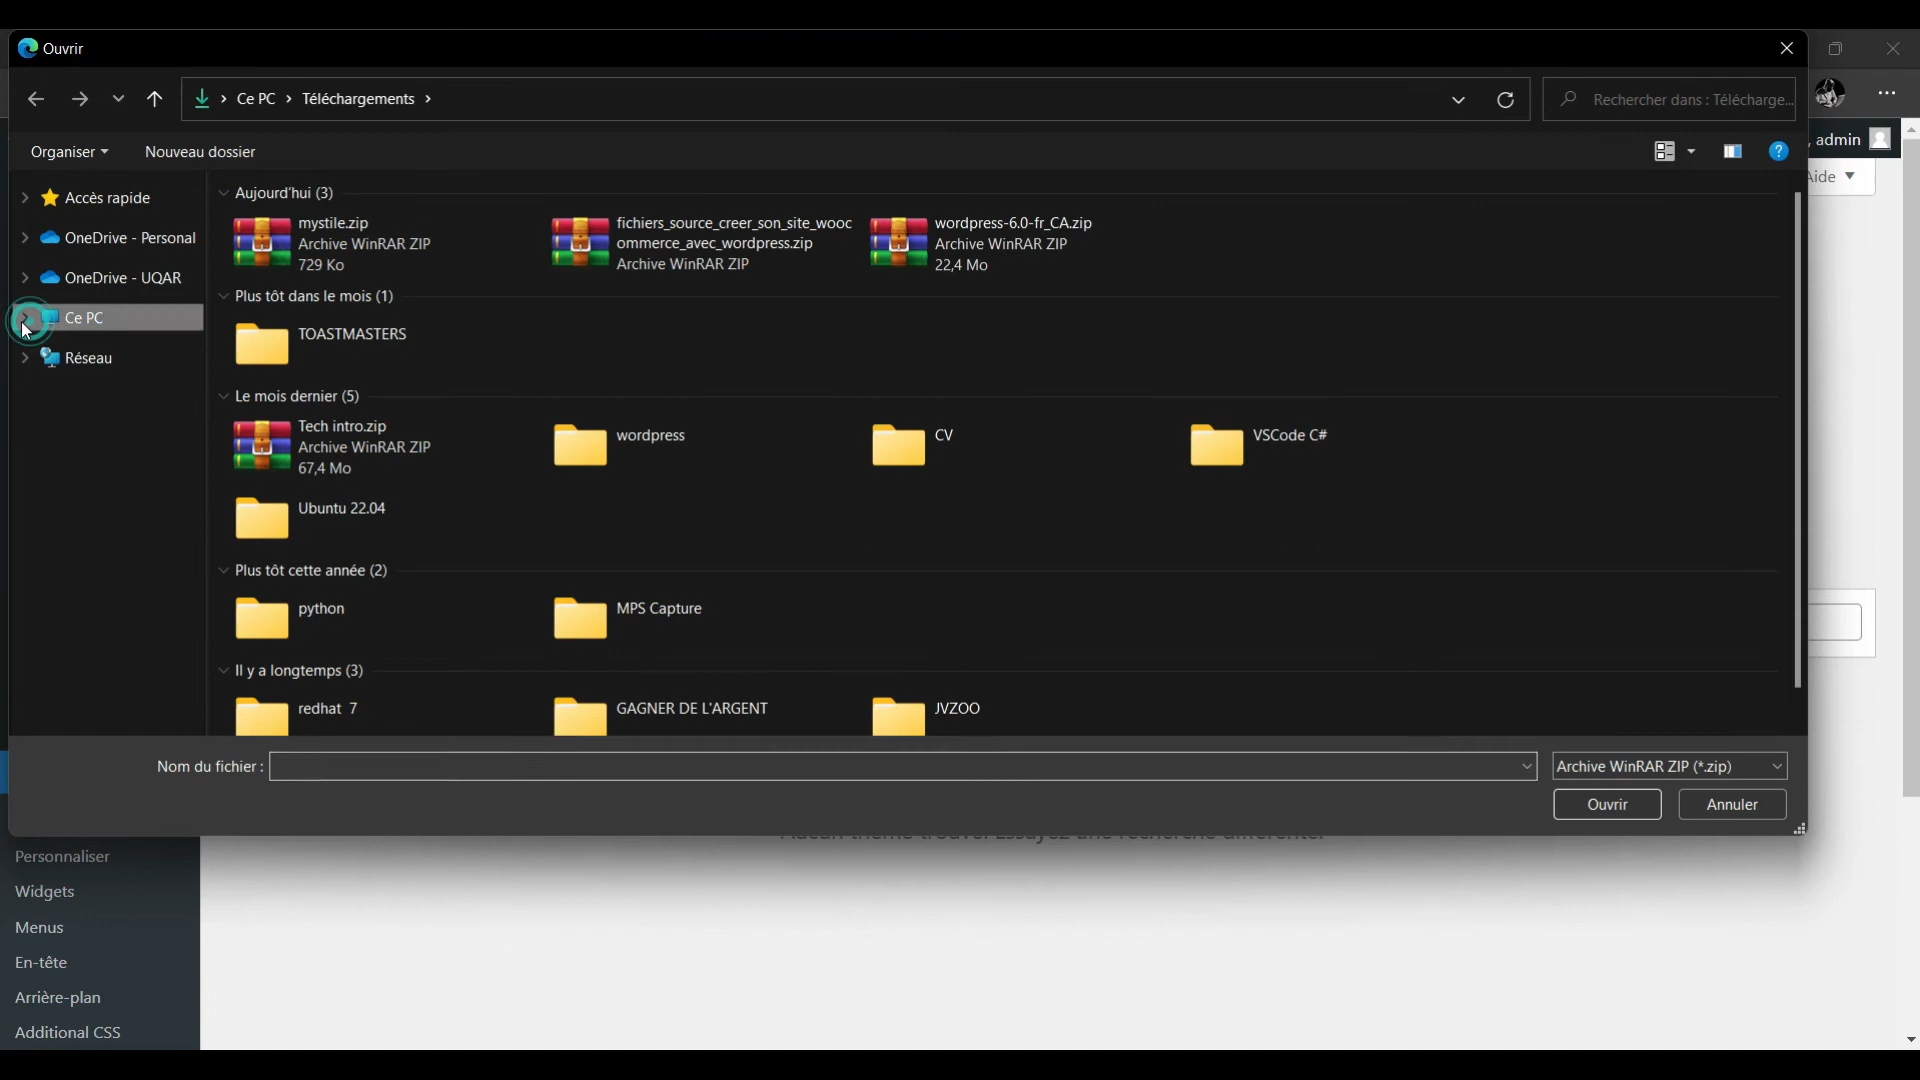 Ouvrir
Ce PC
Téléchargements
Rechercher dans : Télécharge...
Organiser
Nouveau dossier
admin
Aide
Accès rapide
OneDrive - Personal
OneDrive - UQAR
Ce PC
Réseau
Aujourd'hui (3)
mystile.zip
Archive WinRAR ZIP
729 Ko
fichiers_source_creer_son_site_wooc
ommerce_avec_wordpress.zip
Archive WinRAR ZIP
wordpress-6.0-fr_CA.zip
Archive WinRAR ZIP
22,4 Mo
Plus tôt dans le mois (1)
TOASTMASTERS
Le mois dernier (5)
Tech intro.zip
Archive WinRAR ZIP
67,4 Mo
wordpress
CV
VSCode C#
Ubuntu 22.04
Plus tôt cette année (2)
python
MPS Capture
Il y a longtemps (3)
redhat 7
GAGNER DE L'ARGENT
JVZOO
Nom du fichier :
Archive WinRAR ZIP (*.zip)
Ouvrir
Annuler
Personnaliser
Widgets
Menus
En-tête
Arrière-plan
Additional CSS